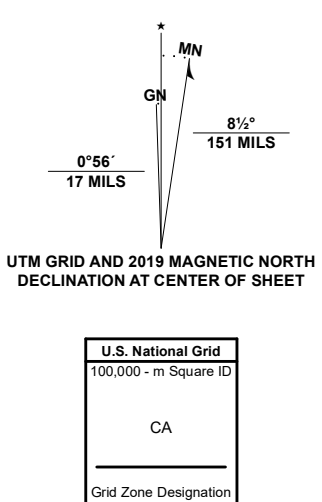 ★
MN
GN
8½°
151 MILS
0°56´
17 MILS
UTM GRID AND 2019 MAGNETIC NORTH
DECLINATION AT CENTER OF SHEET
U.S. National Grid
100,000 - m Square ID
CA
Grid Zone Designation